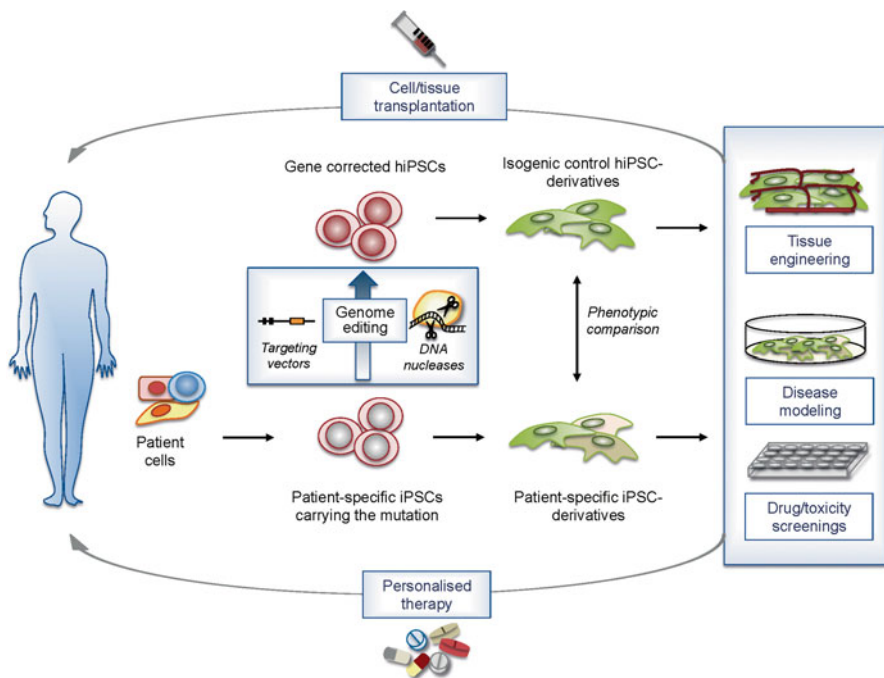 Cell/tissue
transplantation
Gene corrected hiPSCs
Isogenic control hiPSC-
derivatives
Tissue
engineering
Genome
editing
Targeting
vectors
DNA
nucleases
Phenotypic
comparison
Disease
modeling
Patient
cells
Patient-specific iPSCs
carrying the mutation
Patient-specific iPSC-
derivatives
Drug/toxicity
screenings
Personalised
therapy